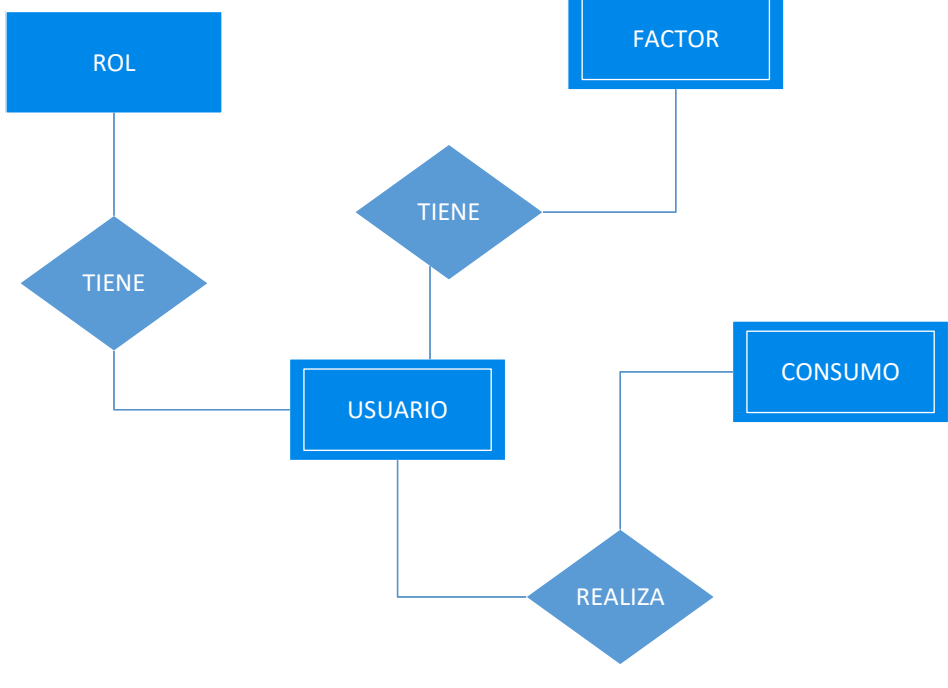 ROL
FACTOR
TIENE
TIENE
CONSUMO
USUARIO
REALIZA